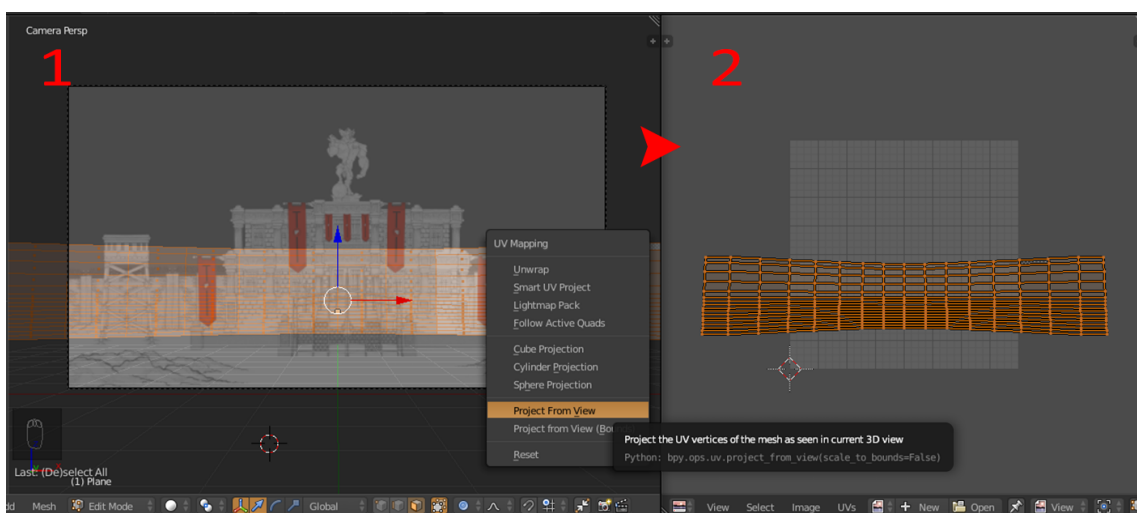 Camera Persp
1
2
UV Mapping
Unwrap
Smart UV Project
Lightmap Pack
Follow Active Quads
Cube Projection
Cylinder Projection
Sphere Projection
Project From View
Project from View (Bou
Reset
Project the UV vertices of the mesh as seen in current 3D view
Python: bpy.ops.uv.project_from_view(scale_to_bounds=False)
Last: (De)select All
(1) Plane
dd Mesh Edit Mode Global
View Select Image UVs New Open View